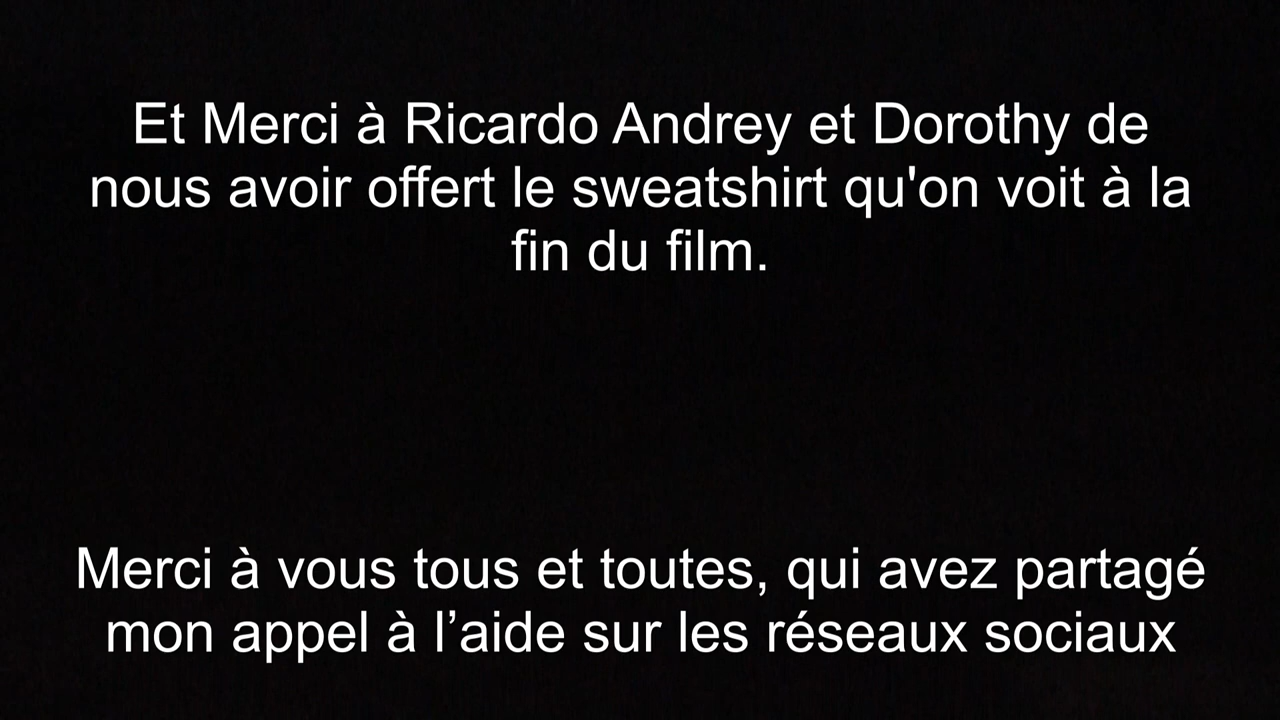 Et Merci à Ricardo Andrey et Dorothy de
nous avoir offert le sweatshirt qu'on voit à la
fin du film.
Merci à vous tous et toutes, qui avez partagé
mon appel à l’aide sur les réseaux sociaux